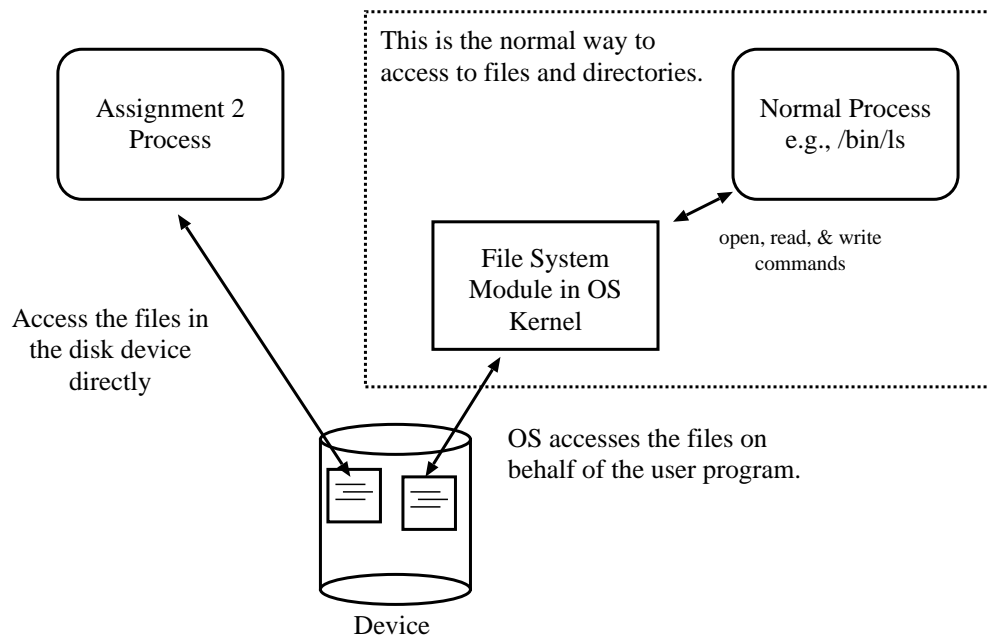 This is the normal way to
access to files and directories.
Assignment 2
Process
Normal Process
e.g., /bin/ls
open, read, & write
commands
File System
Module in OS
Kernel
Access the files in
the disk device
directly
OS accesses the files on
behalf of the user program.
Device